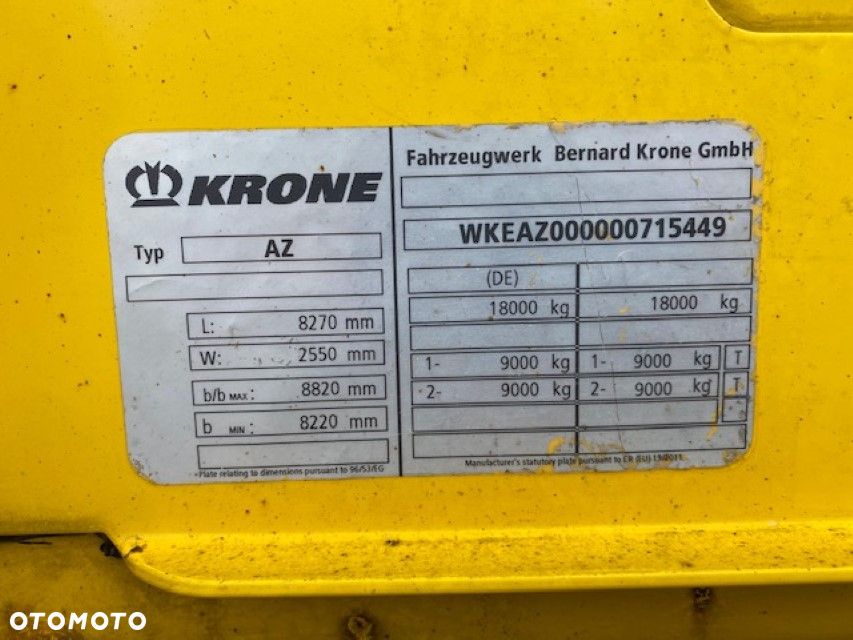 KRONE
Typ AZ
L: 8270 mm
W: 2550 mm
b/b MAX: 8820 mm
b MIN: 8220 mm
Plate relating to dimensions pursuant to 96/53/EG
Fahrzeugwerk Bernard Krone GmbH
WKEAZ000000715449
(DE)
18000 kg 18000 kg
1- 9000 kg 1- 9000 kg T
2- 9000 kg 2- 9000 kg T
Manufacturer's statutory plate pursuant to ER (EU) 19/2011
OTOMOTO